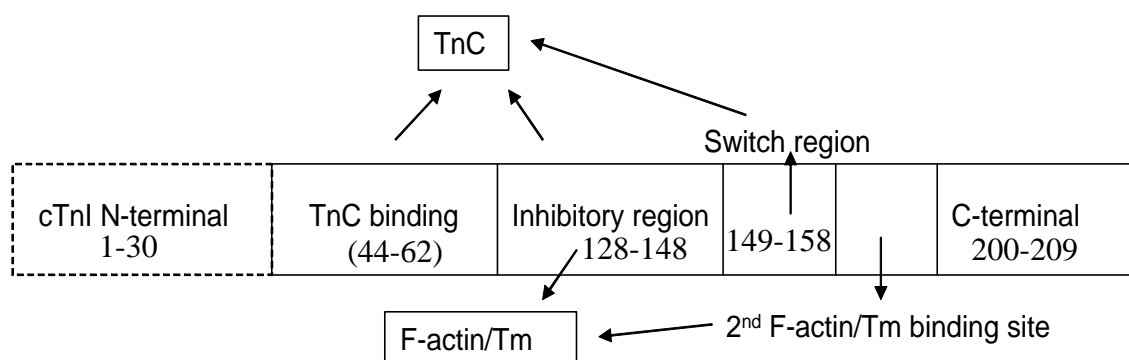 TnC
Switch region
cTnI N-terminal
1-30
TnC binding
(44-62)
Inhibitory region
128-148
149-158
C-terminal
200-209
F-actin/Tm
2nd F-actin/Tm binding site